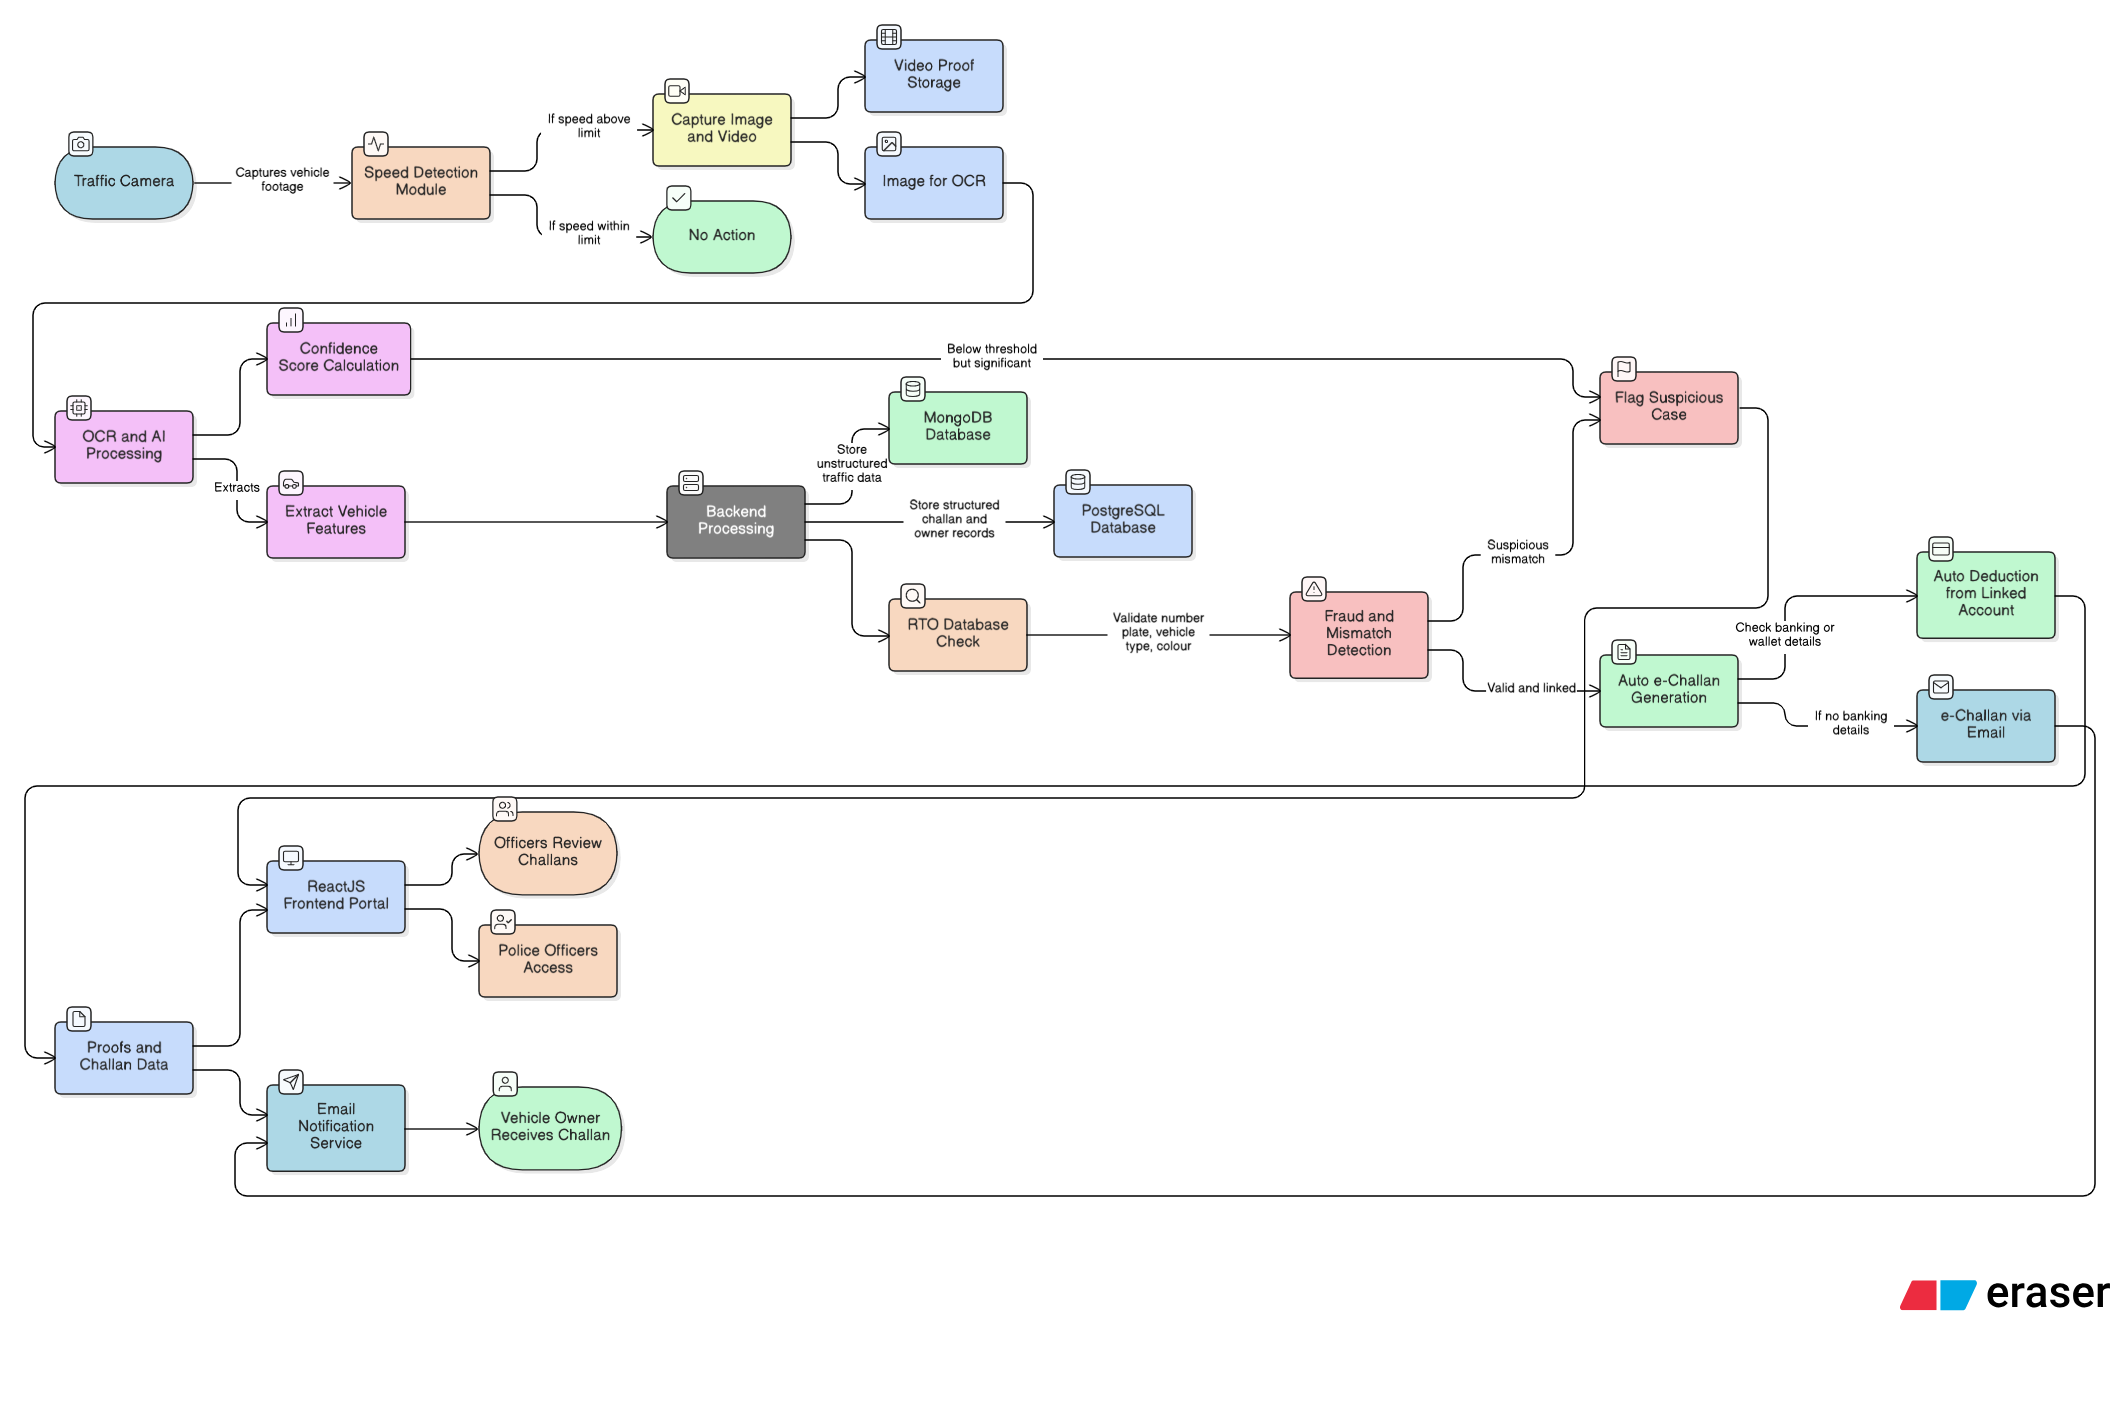 Video Proof
Storage
If speed above
limit
Capture Image
and Video
Traffic Camera
Captures vehicle
footage
Speed Detection
Module
Image for OCR
If speed within
limit
No Action
Confidence
Score Calculation
Below threshold
but significant
Flag Suspicious
Case
OCR and AI
Processing
MongoDB
Database
Store
unstructured
traffic data
Extracts
Extract Vehicle
Features
Backend
Processing
Store structured
challan and
owner records
PostgreSQL
Database
Suspicious
mismatch
RTO Database
Check
Validate number
plate, vehicle
type, colour
Fraud and
Mismatch
Detection
Auto Deduction
from Linked
Account
Check banking or
wallet details
Valid and linked
Auto e-Challan
Generation
If no banking
details
e-Challan via
Email
Officers Review
Challans
ReactJS
Frontend Portal
Police Officers
Access
Proofs and
Challan Data
Email
Notification
Service
Vehicle Owner
Receives Challan
eraser